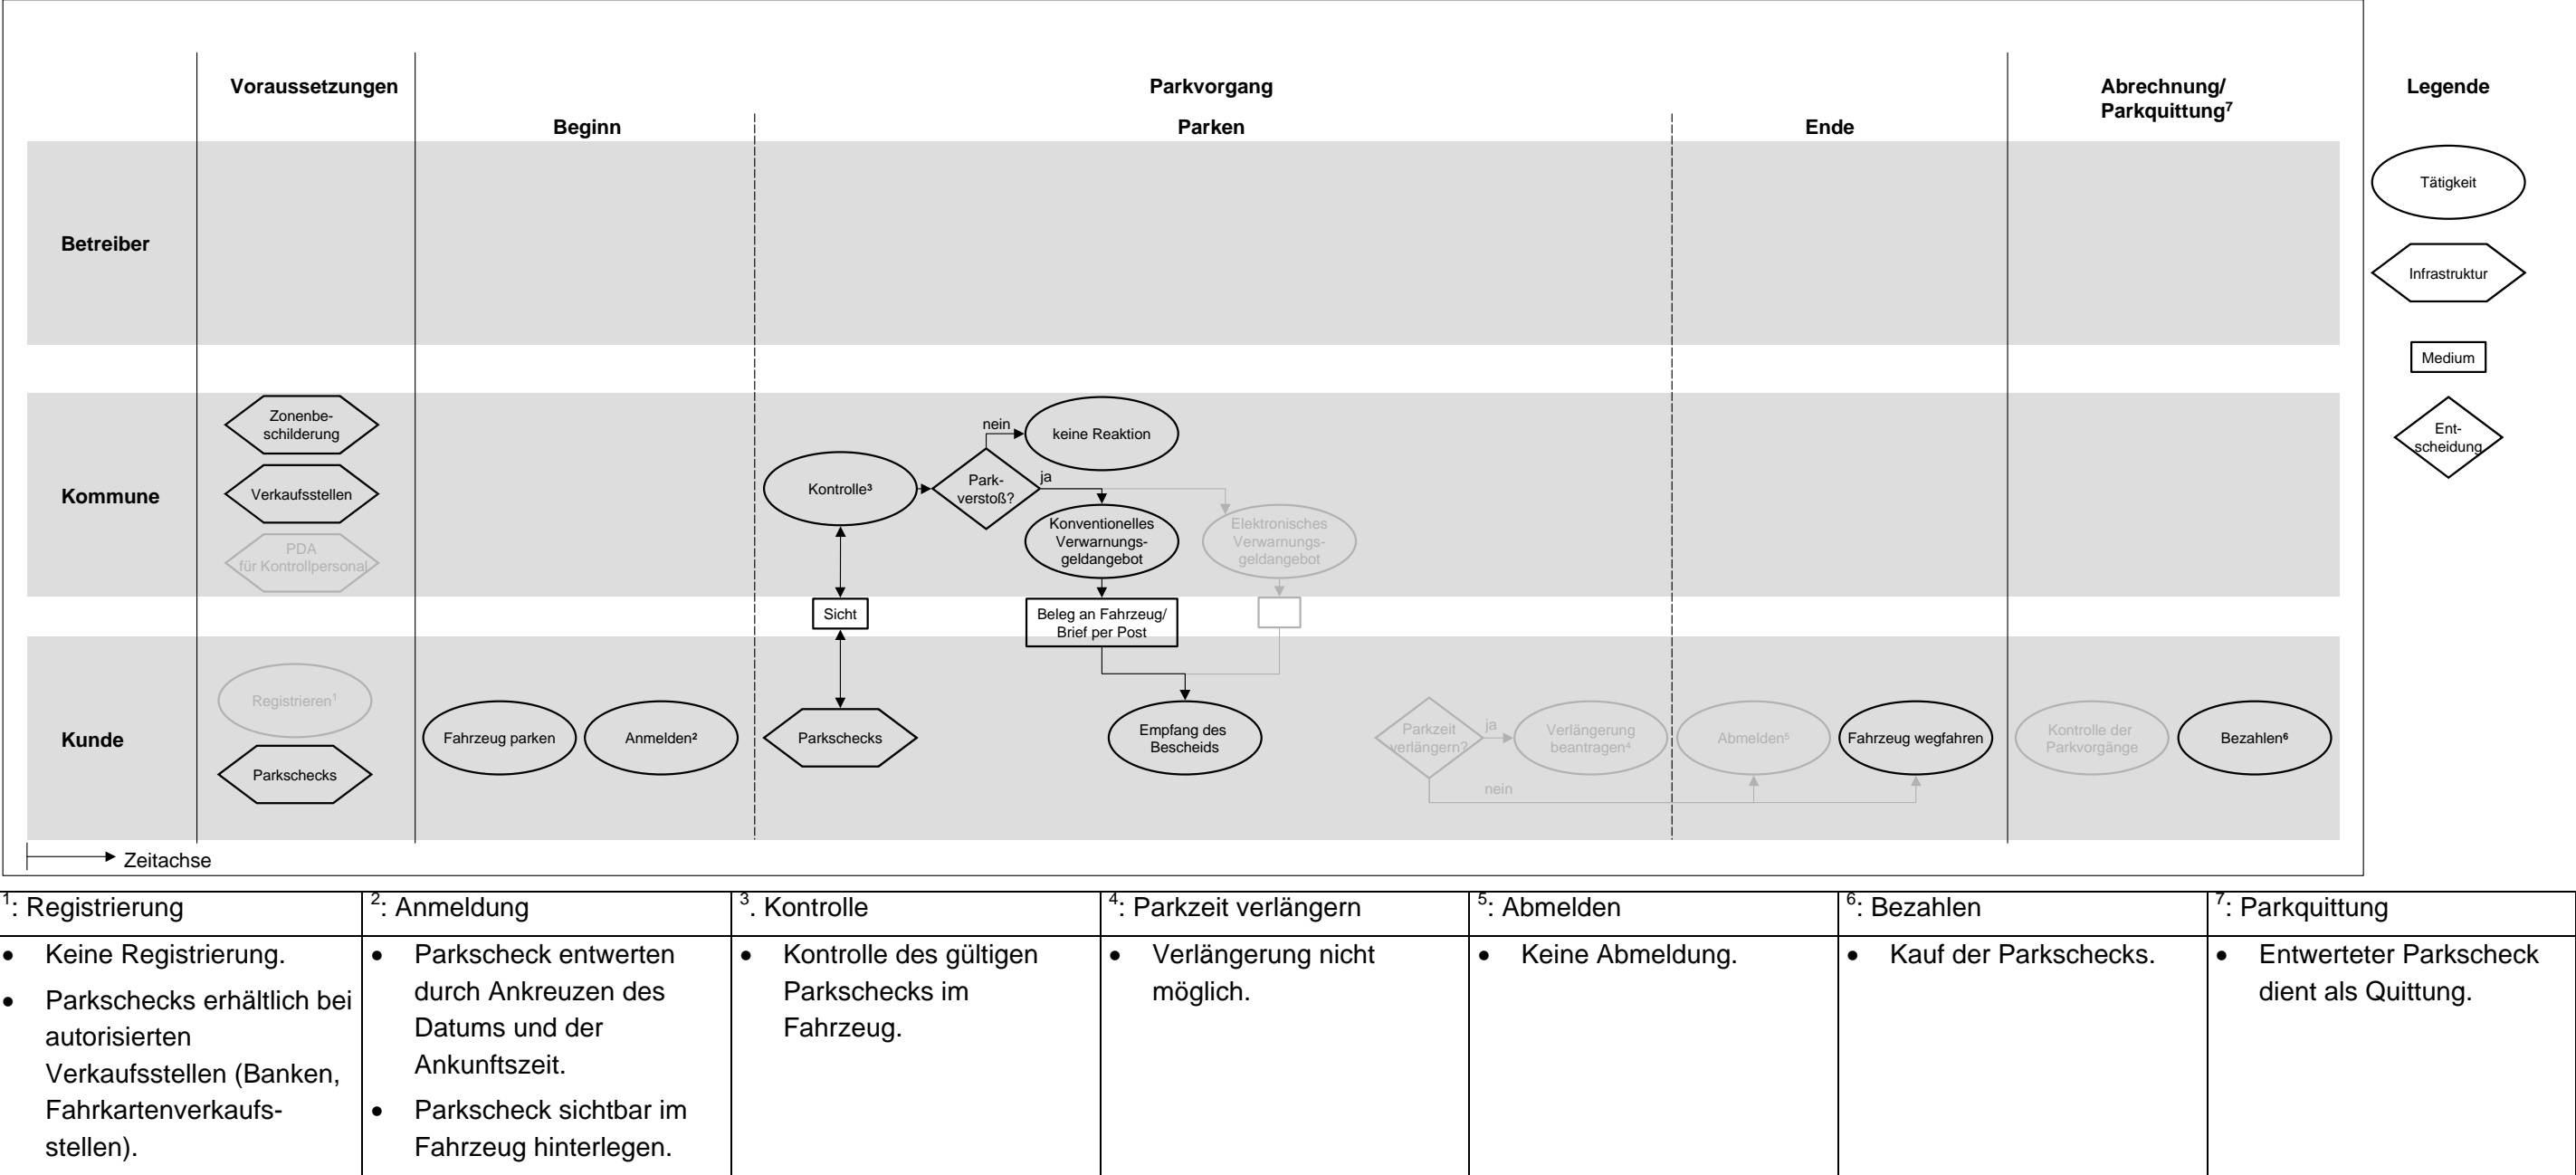 Voraussetzungen
Parkvorgang
Abrechnung/
Parkquittung⁷
Legende
Beginn
Parken
Ende
Betreiber
Kommune
Zonenbe-
schilderung
Verkaufsstellen
PDA
für Kontrollpersonal
Kontrolle³
Park-
verstoß?
nein
keine Reaktion
ja
Konventionelles
Verwarnungs-
geldangebot
Elektronisches
Verwarnungs-
geldangebot
Sicht
Beleg an Fahrzeug/
Brief per Post
Kunde
Registrieren¹
Parkschecks
Fahrzeug parken
Anmelden²
Parkschecks
Empfang des
Bescheids
Parkzeit
verlängern?
ja
nein
Verlängerung
beantragen⁴
Abmelden⁵
Fahrzeug wegfahren
Kontrolle der
Parkvorgänge
Bezahlen⁶
Zeitachse
Tätigkeit
Infrastruktur
Medium
Ent-
scheidung
¹: Registrierung
• Keine Registrierung.
• Parkschecks erhältlich bei
autorisierten
Verkaufsstellen (Banken,
Fahrkartenverkaufs-
stellen).
²: Anmeldung
• Parkscheck entwerten
durch Ankreuzen des
Datums und der
Ankunftszeit.
• Parkscheck sichtbar im
Fahrzeug hinterlegen.
³. Kontrolle
• Kontrolle des gültigen
Parkschecks im
Fahrzeug.
⁴: Parkzeit verlängern
• Verlängerung nicht
möglich.
⁵: Abmelden
• Keine Abmeldung.
⁶: Bezahlen
• Kauf der Parkschecks.
⁷: Parkquittung
• Entwerteter Parkscheck
dient als Quittung.